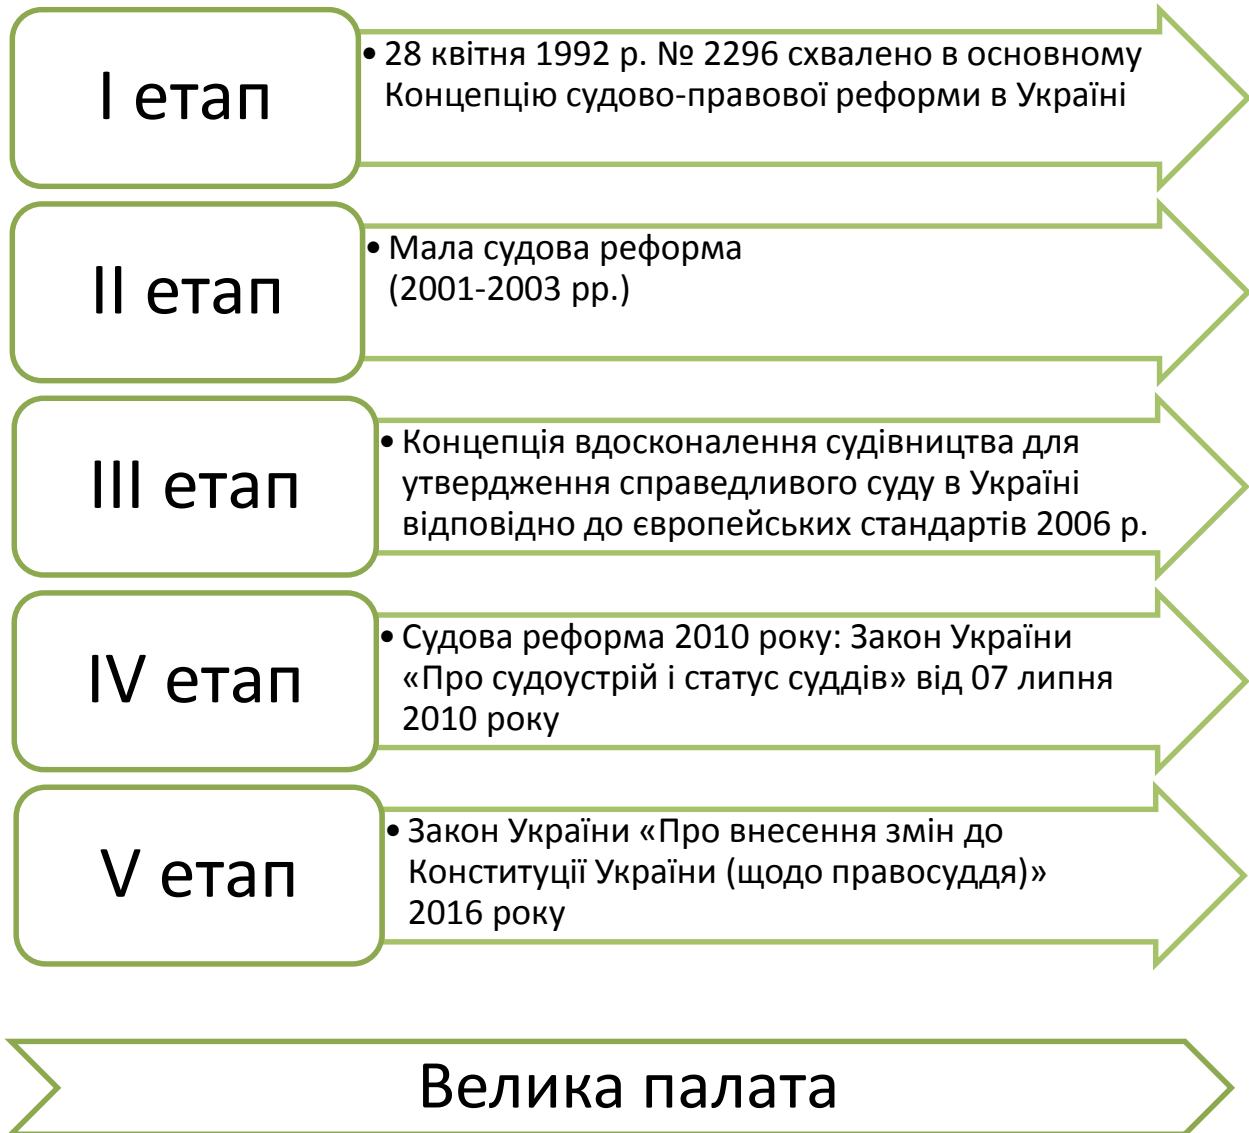 І етап
• 28 квітня 1992 р. № 2296 схвалено в основному
Концепцію судово-правової реформи в Україні
ІІ етап
• Мала судова реформа
(2001-2003 рр.)
ІІІ етап
• Концепція вдосконалення судівництва для
утвердження справедливого суду в Україні
відповідно до європейських стандартів 2006 р.
IV етап
• Судова реформа 2010 року: Закон України
«Про судоустрій і статус суддів» від 07 липня
2010 року
V етап
• Закон України «Про внесення змін до
Конституції України (щодо правосуддя)»
2016 року
Велика палата